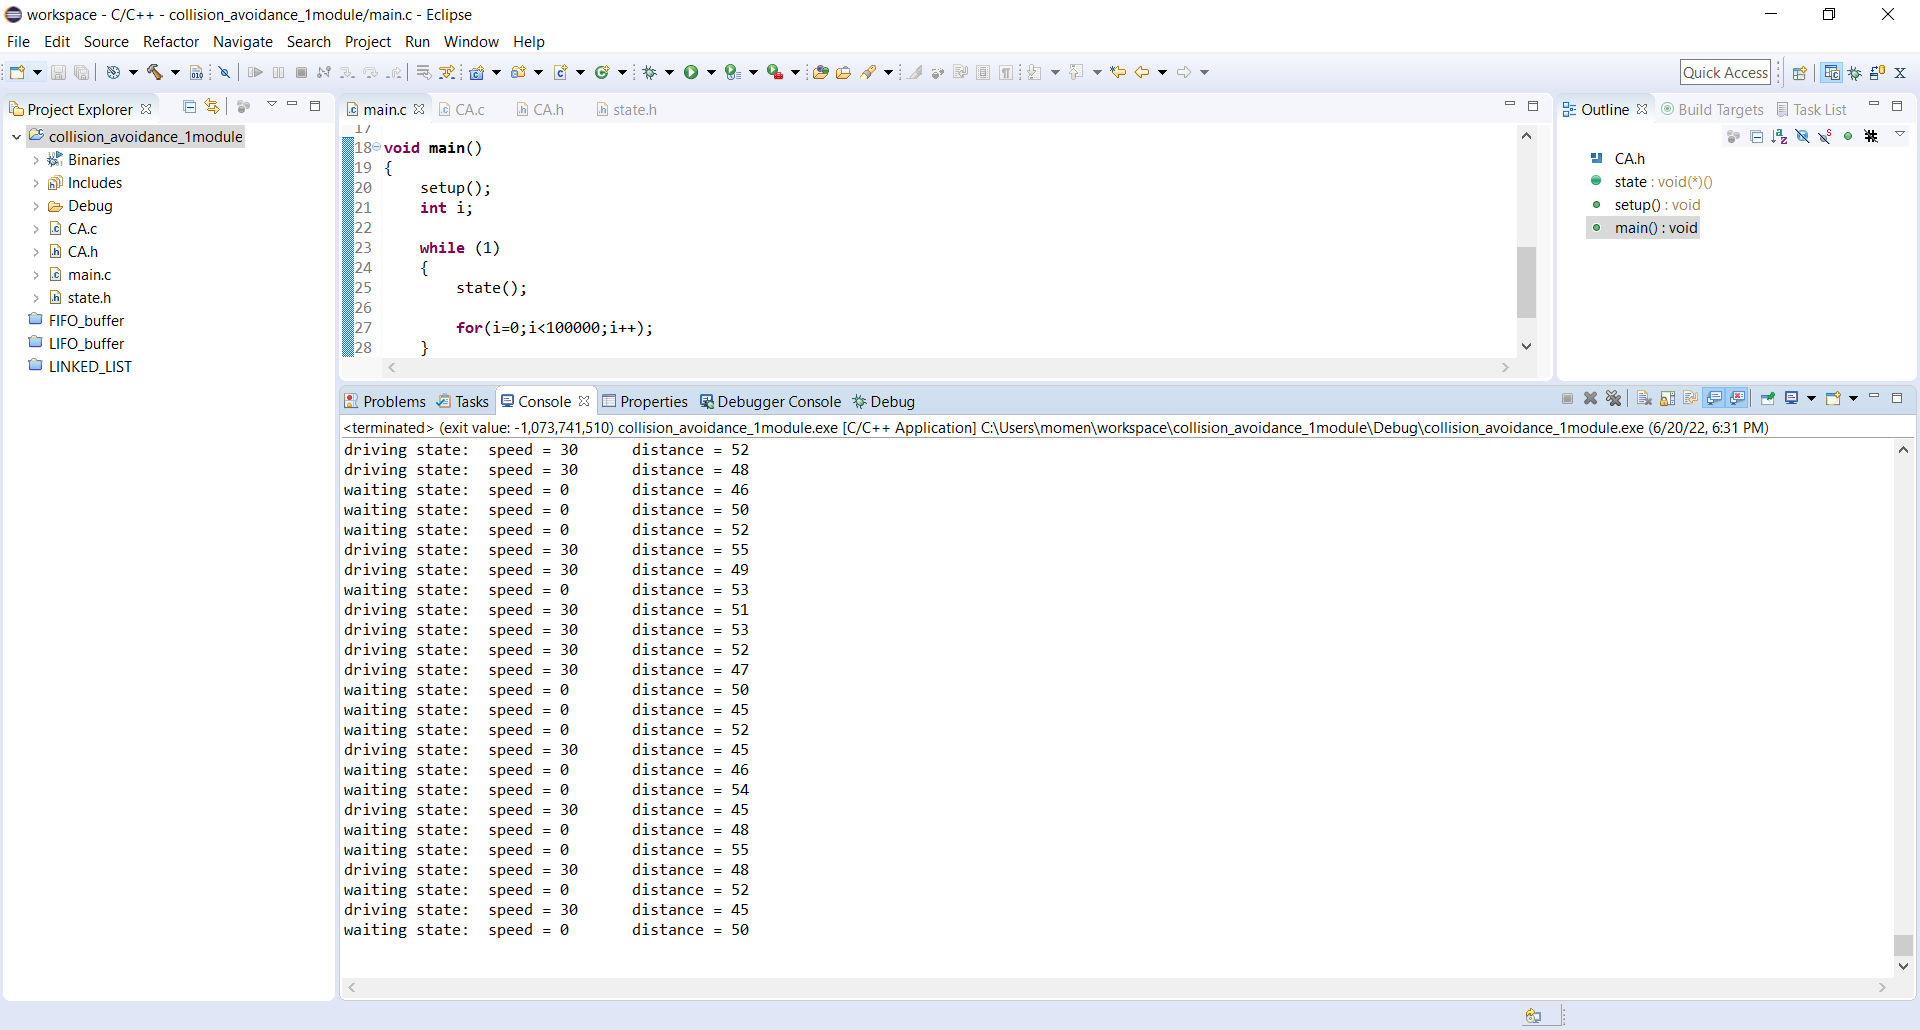 workspace - C/C++ - collision_avoidance_1module/main.c - Eclipse
File Edit Source Refactor Navigate Search Project Run Window Help
Quick Access
Project Explorer
collision_avoidance_1module
Binaries
Includes
Debug
CA.c
CA.h
main.c
state.h
FIFO_buffer
LIFO_buffer
LINKED_LIST
main.c CA.c CA.h state.h
17
18 void main()
19 {
20 setup();
21 int i;
22
23 while (1)
24 {
25 state();
26
27 for(i=0;i<100000;i++);
28 }
Outline Build Targets Task List
CA.h
state : void(*)()
setup() : void
main() : void
Problems Tasks Console Properties Debugger Console Debug
<terminated> (exit value: -1,073,741,510) collision_avoidance_1module.exe [C/C++ Application] C:\Users\momen\workspace\collision_avoidance_1module\Debug\collision_avoidance_1module.exe (6/20/22, 6:31 PM)
driving state: speed = 30 distance = 52
driving state: speed = 30 distance = 48
waiting state: speed = 0 distance = 46
waiting state: speed = 0 distance = 50
waiting state: speed = 0 distance = 52
driving state: speed = 30 distance = 55
driving state: speed = 30 distance = 49
waiting state: speed = 0 distance = 53
driving state: speed = 30 distance = 51
driving state: speed = 30 distance = 53
driving state: speed = 30 distance = 52
driving state: speed = 30 distance = 47
waiting state: speed = 0 distance = 50
waiting state: speed = 0 distance = 45
waiting state: speed = 0 distance = 52
driving state: speed = 30 distance = 45
waiting state: speed = 0 distance = 46
waiting state: speed = 0 distance = 54
driving state: speed = 30 distance = 45
waiting state: speed = 0 distance = 48
waiting state: speed = 0 distance = 55
driving state: speed = 30 distance = 48
waiting state: speed = 0 distance = 52
driving state: speed = 30 distance = 45
waiting state: speed = 0 distance = 50